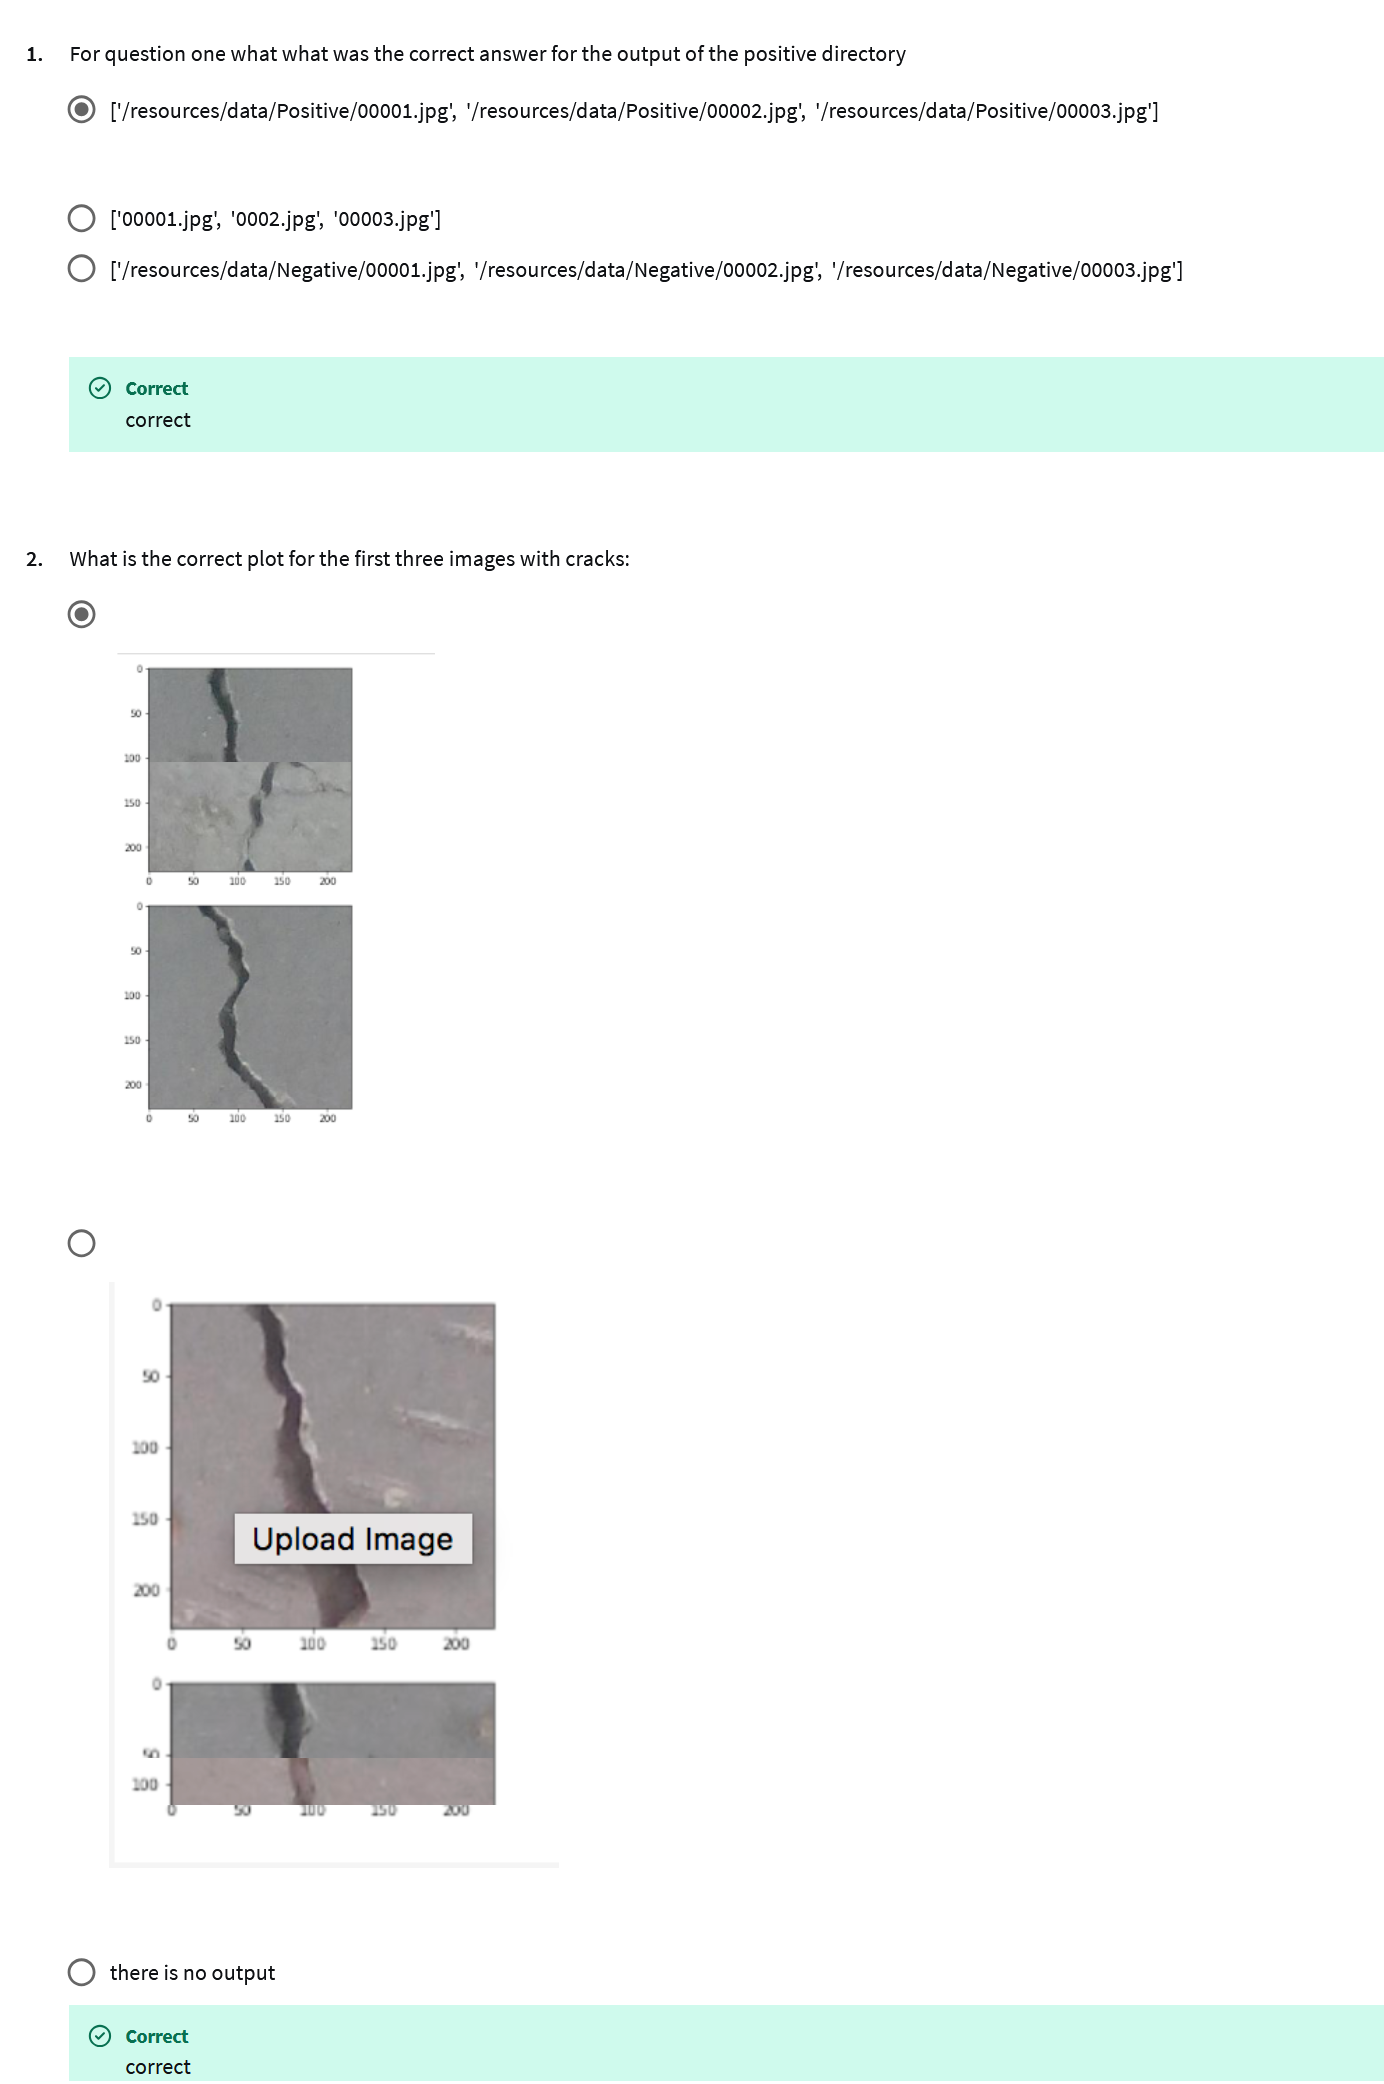 1. For question one what what was the correct answer for the output of the positive directory
['/resources/data/Positive/00001.jpg', '/resources/data/Positive/00002.jpg', '/resources/data/Positive/00003.jpg']
['00001.jpg', '0002.jpg', '00003.jpg']
['/resources/data/Negative/00001.jpg', '/resources/data/Negative/00002.jpg', '/resources/data/Negative/00003.jpg']
Correct
correct
2. What is the correct plot for the first three images with cracks:
0
50
100
150
200
0 50 100 150 200
0
50
100
150
200
0 50 100 150 200
0
50
100
150
Upload Image
200
0 50 100 150 200
0
50
100
0 50 100 150 200
there is no output
Correct
correct